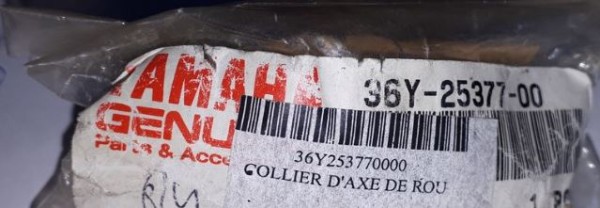 YAMAHA
36Y-25377-00
GENU
Parts & Acce
36Y253770000
COLLIER D'AXE DE ROU